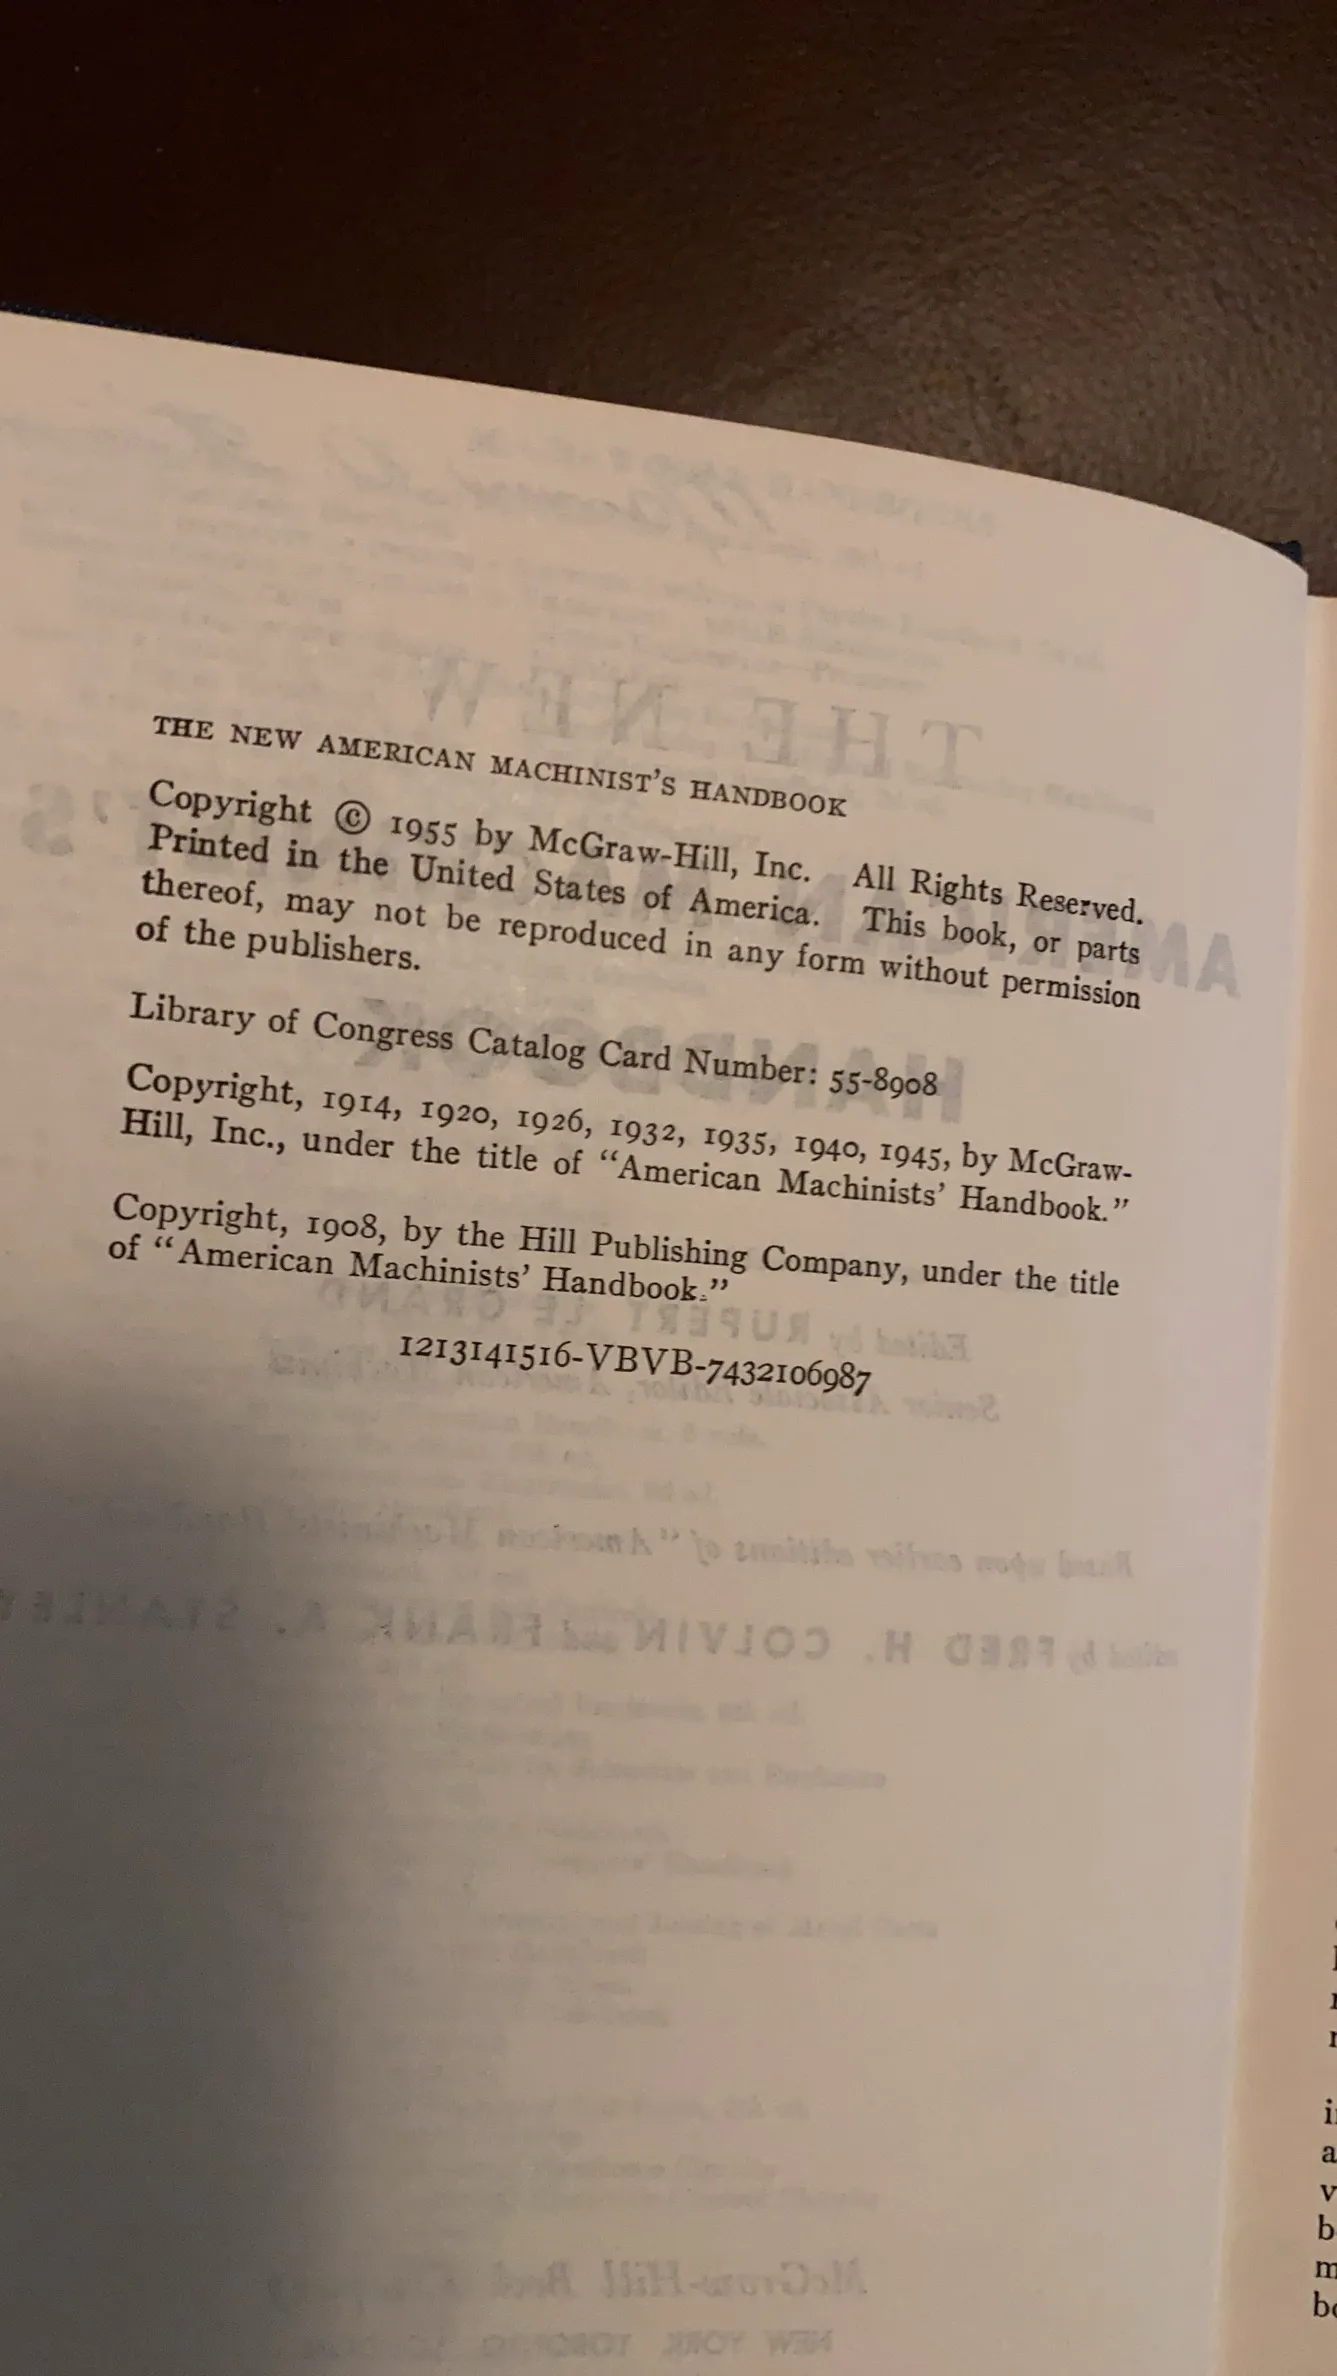 THE NEW AMERICAN MACHINIST'S HANDBOOK
Copyright © 1955 by McGraw-Hill, Inc. All Rights Reserved.
Printed in the United States of America. This book, or parts
thereof, may not be reproduced in any form without permission
of the publishers.
Library of Congress Catalog Card Number: 55-8908
Copyright, 1914, 1920, 1926, 1932, 1935, 1940, 1945, by McGraw-
Hill, Inc., under the title of “American Machinists’ Handbook.”
Copyright, 1908, by the Hill Publishing Company, under the title
of “American Machinists’ Handbook.”
1213141516-VBVB-7432106987